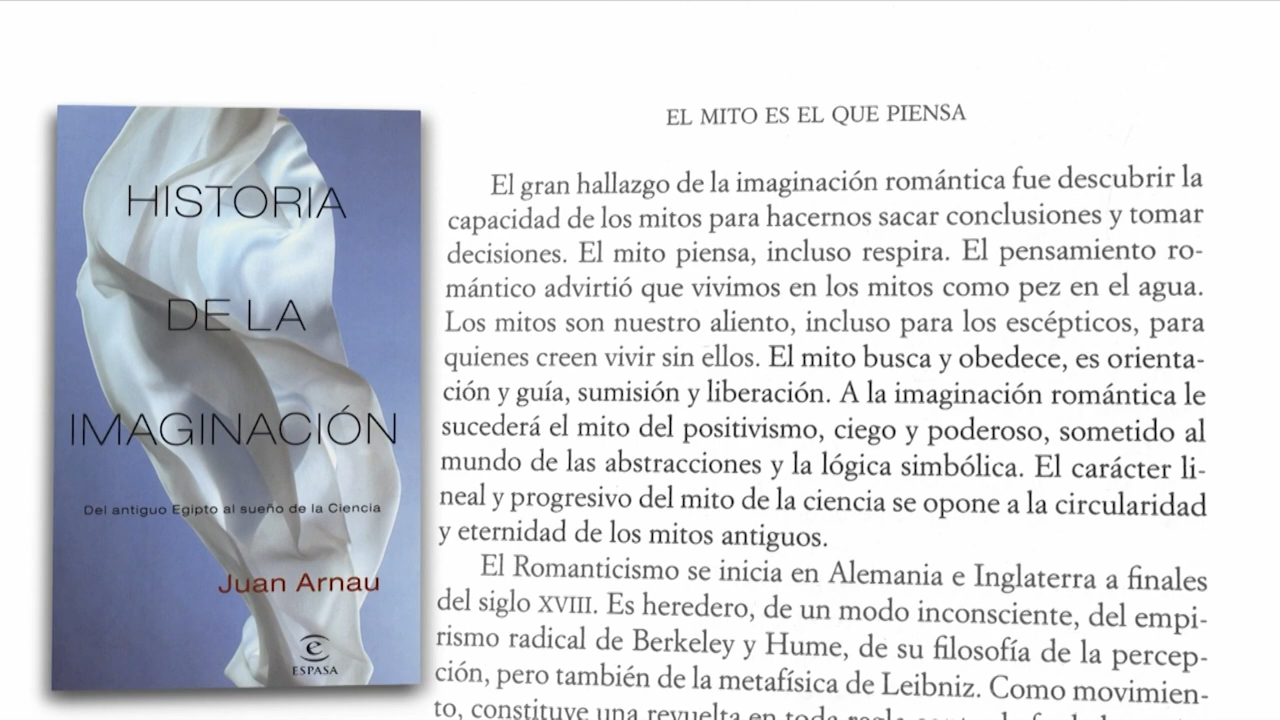 HISTORIA
DE LA
IMAGINACIÓN
Del antiguo Egipto al sueño de la Ciencia
Juan Arnau
e
ESPASA
EL MITO ES EL QUE PIENSA
El gran hallazgo de la imaginación romántica fue descubrir la
capacidad de los mitos para hacernos sacar conclusiones y tomar
decisiones. El mito piensa, incluso respira. El pensamiento ro-
mántico advirtió que vivimos en los mitos como pez en el agua.
Los mitos son nuestro aliento, incluso para los escépticos, para
quienes creen vivir sin ellos. El mito busca y obedece, es orienta-
ción y guía, sumisión y liberación. A la imaginación romántica le
sucederá el mito del positivismo, ciego y poderoso, sometido al
mundo de las abstracciones y la lógica simbólica. El carácter li-
neal y progresivo del mito de la ciencia se opone a la circularidad
y eternidad de los mitos antiguos.
El Romanticismo se inicia en Alemania e Inglaterra a finales
del siglo XVIII. Es heredero, de un modo inconsciente, del empi-
rismo radical de Berkeley y Hume, de su filosofía de la percep-
ción, pero también de la metafísica de Leibniz. Como movimien-
to, constituye una revuelta en toda regla